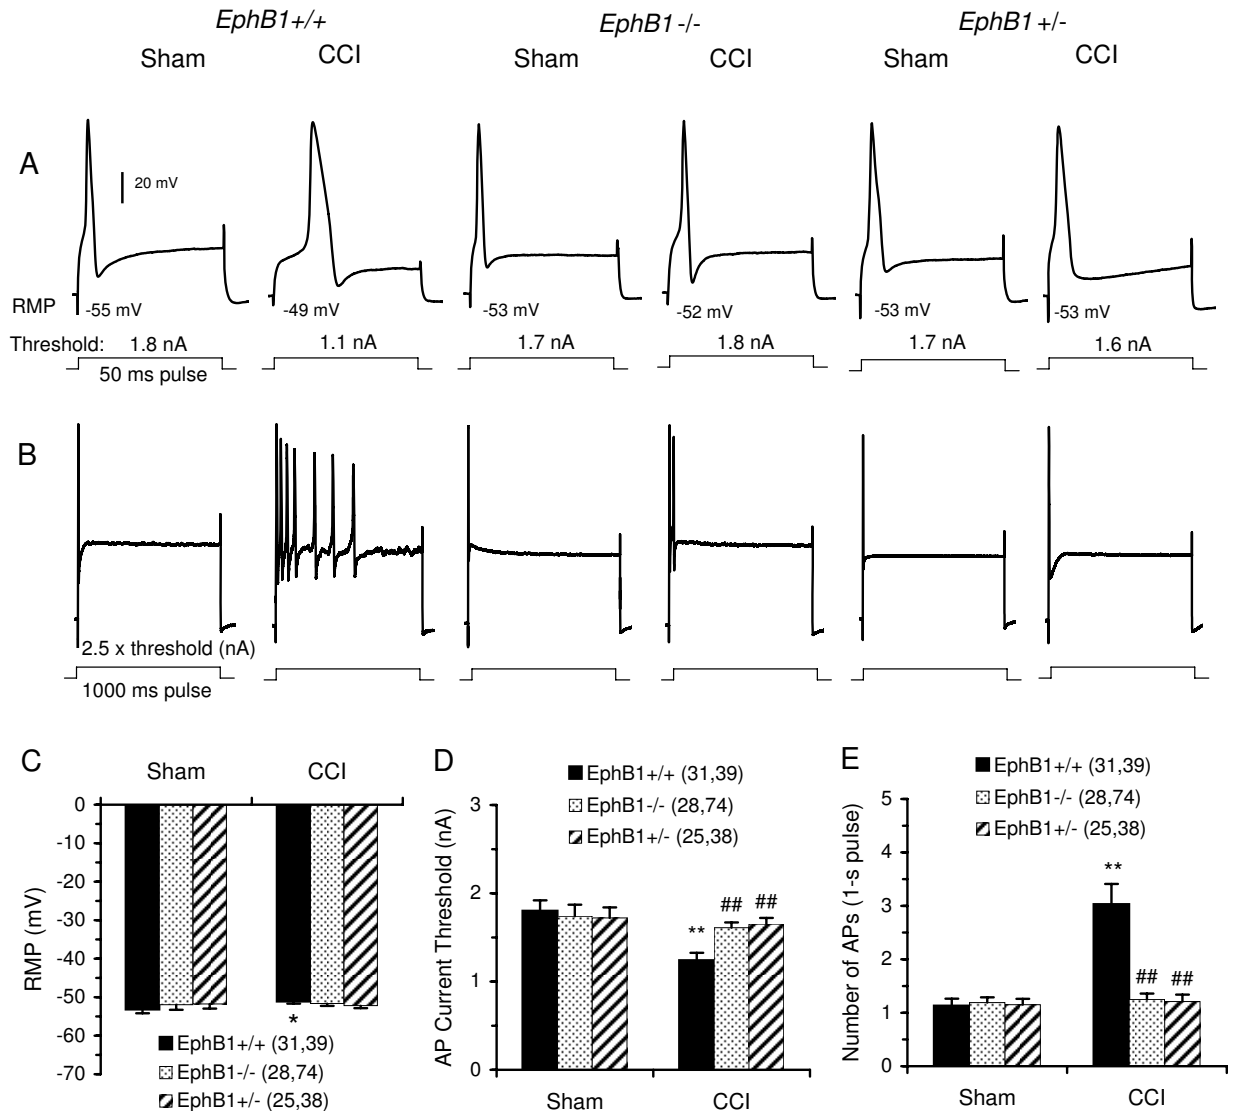 EphB1+/+ EphB1-/- EphB1+/-
Sham CCI Sham CCI Sham CCI
A
20 mV
RMP -55 mV -49 mV -53 mV -52 mV -53 mV -53 mV
Threshold: 1.8 nA 1.1 nA 1.7 nA 1.8 nA 1.7 nA 1.6 nA
50 ms pulse
B
2.5 x threshold (nA)
1000 ms pulse
C
Sham CCI
0
-10
-20
-30
-40
-50
-60
-70
RMP (mV)
*
EphB1+/+ (31,39)
EphB1-/- (28,74)
EphB1+/- (25,38)
D
EphB1+/+ (31,39)
EphB1-/- (28,74)
EphB1+/- (25,38)
3
2
1
0
AP Current Threshold (nA)
** ## ##
Sham CCI
E
EphB1+/+ (31,39)
EphB1-/- (28,74)
EphB1+/- (25,38)
5
4
3
2
1
0
Number of APs (1-s pulse)
**
## ##
Sham CCI